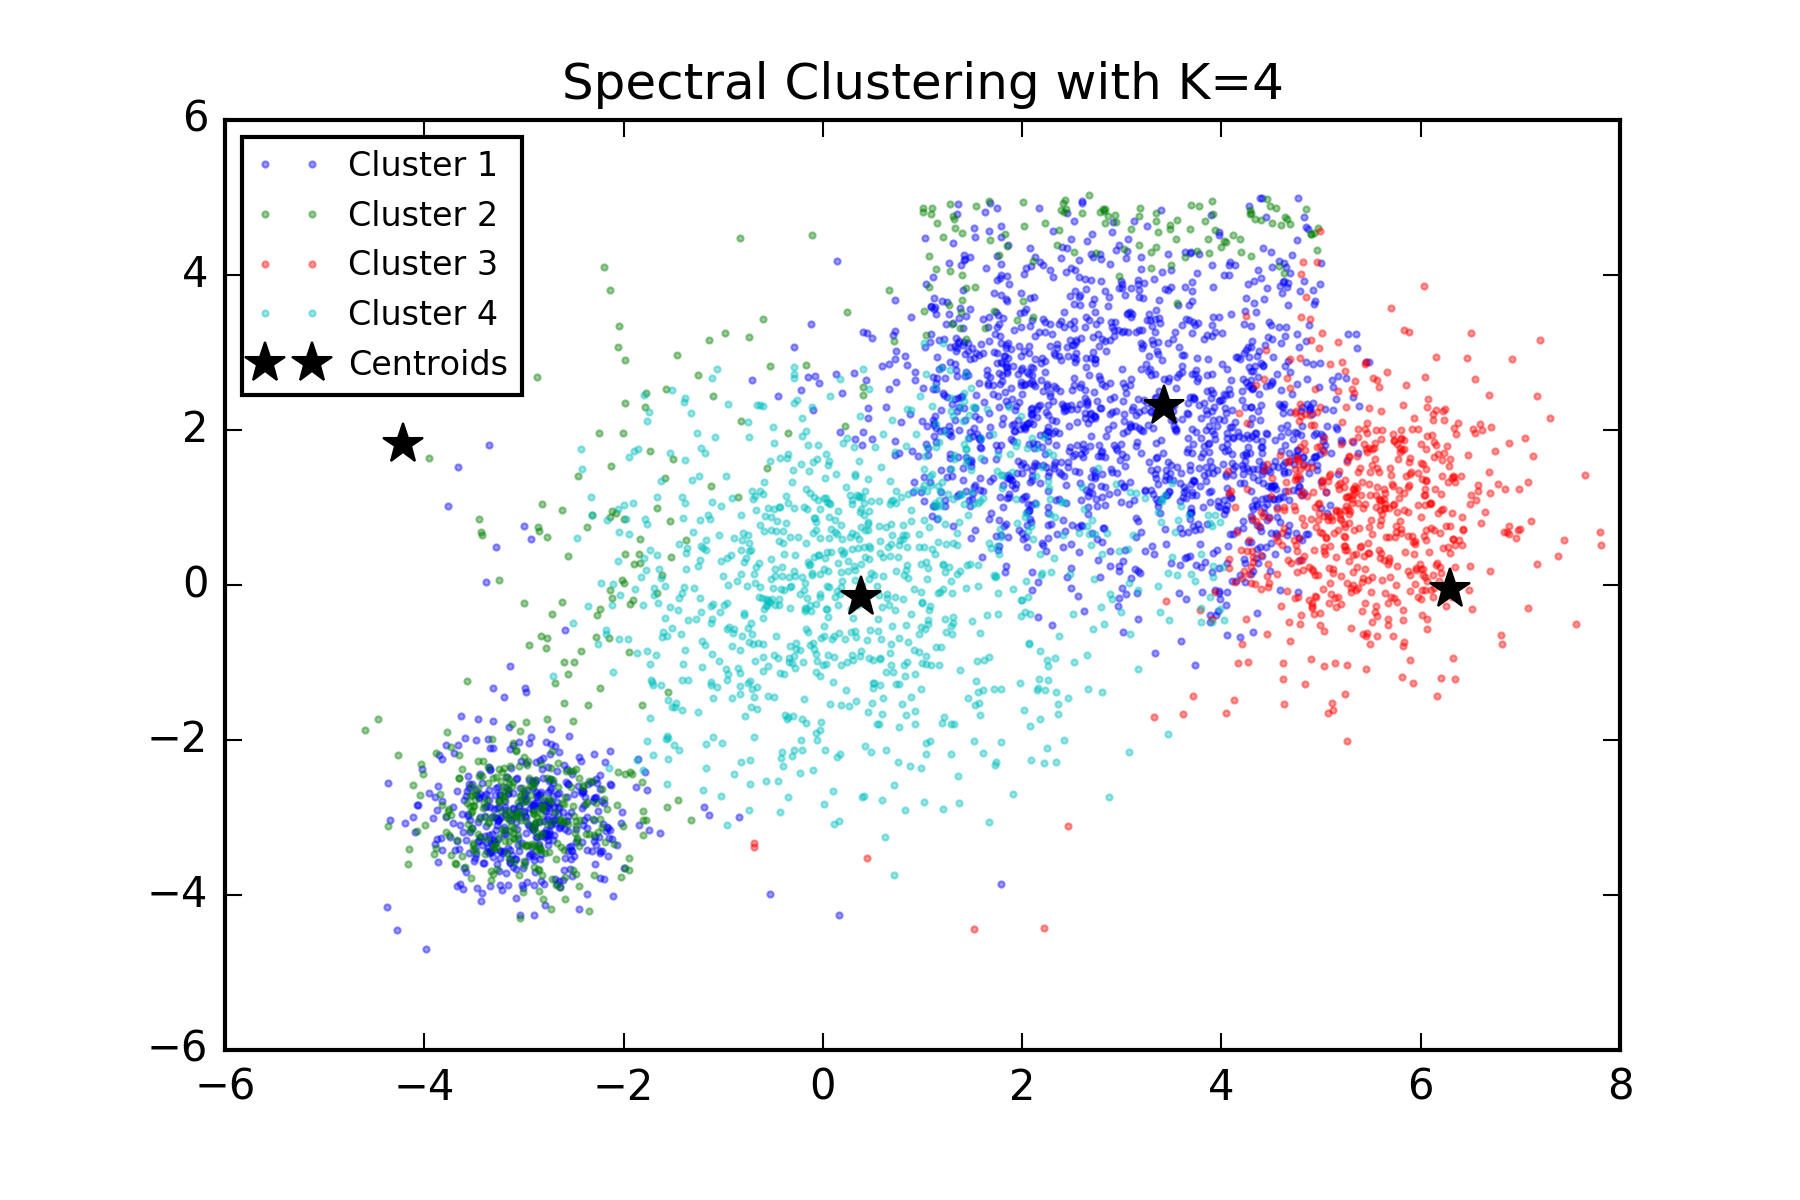 Spectral Clustering with K=4
6
4
2
0
−2
−4
−6
Cluster 1
Cluster 2
Cluster 3
Cluster 4
Centroids
−6 −4 −2 0 2 4 6 8